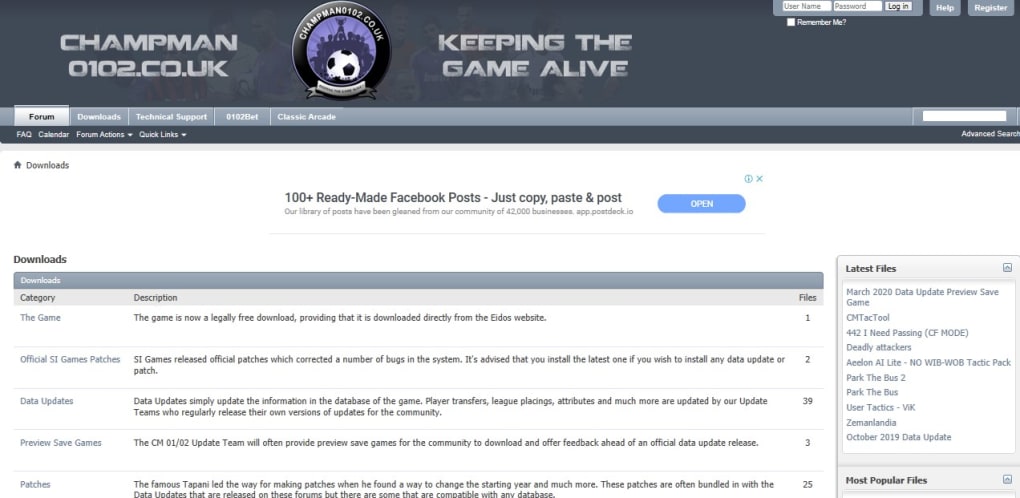 User Name Password Log in Help Register
Remember Me?
CHAMPMAN
0102.CO.UK
CHAMPMAN0102.CO.UK
KEEPING THE GAME ALIVE
KEEPING THE
GAME ALIVE
Forum Downloads Technical Support 0102Bet Classic Arcade
FAQ Calendar Forum Actions Quick Links Advanced Search
Downloads
100+ Ready-Made Facebook Posts - Just copy, paste & post
Our library of posts have been gleaned from our community of 42,000 businesses. app.postdeck.io
OPEN
Downloads
Downloads
Category Description Files
The Game The game is now a legally free download, providing that it is downloaded directly from the Eidos website. 1
Official SI Games Patches SI Games released official patches which corrected a number of bugs in the system. It's advised that you install the latest one if you wish to install any data update or 2
patch.
Data Updates Data Updates simply update the information in the database of the game. Player transfers, league placings, attributes and much more are updated by our Update 39
Teams who regularly release their own versions of updates for the community.
Preview Save Games The CM 01/02 Update Team will often provide preview save games for the community to download and offer feedback ahead of an official data update release. 3
Patches The famous Tapani led the way for making patches when he found a way to change the starting year and much more. These patches are often bundled in with the 25
Data Updates that are released on these forums but there are some that are compatible with any database.
Latest Files
March 2020 Data Update Preview Save
Game
CMTacTool
442 I Need Passing (CF MODE)
Deadly attackers
Aeelon AI Lite - NO WIB-WOB Tactic Pack
Park The Bus 2
Park The Bus
User Tactics - ViK
Zemanlandia
October 2019 Data Update
Most Popular Files